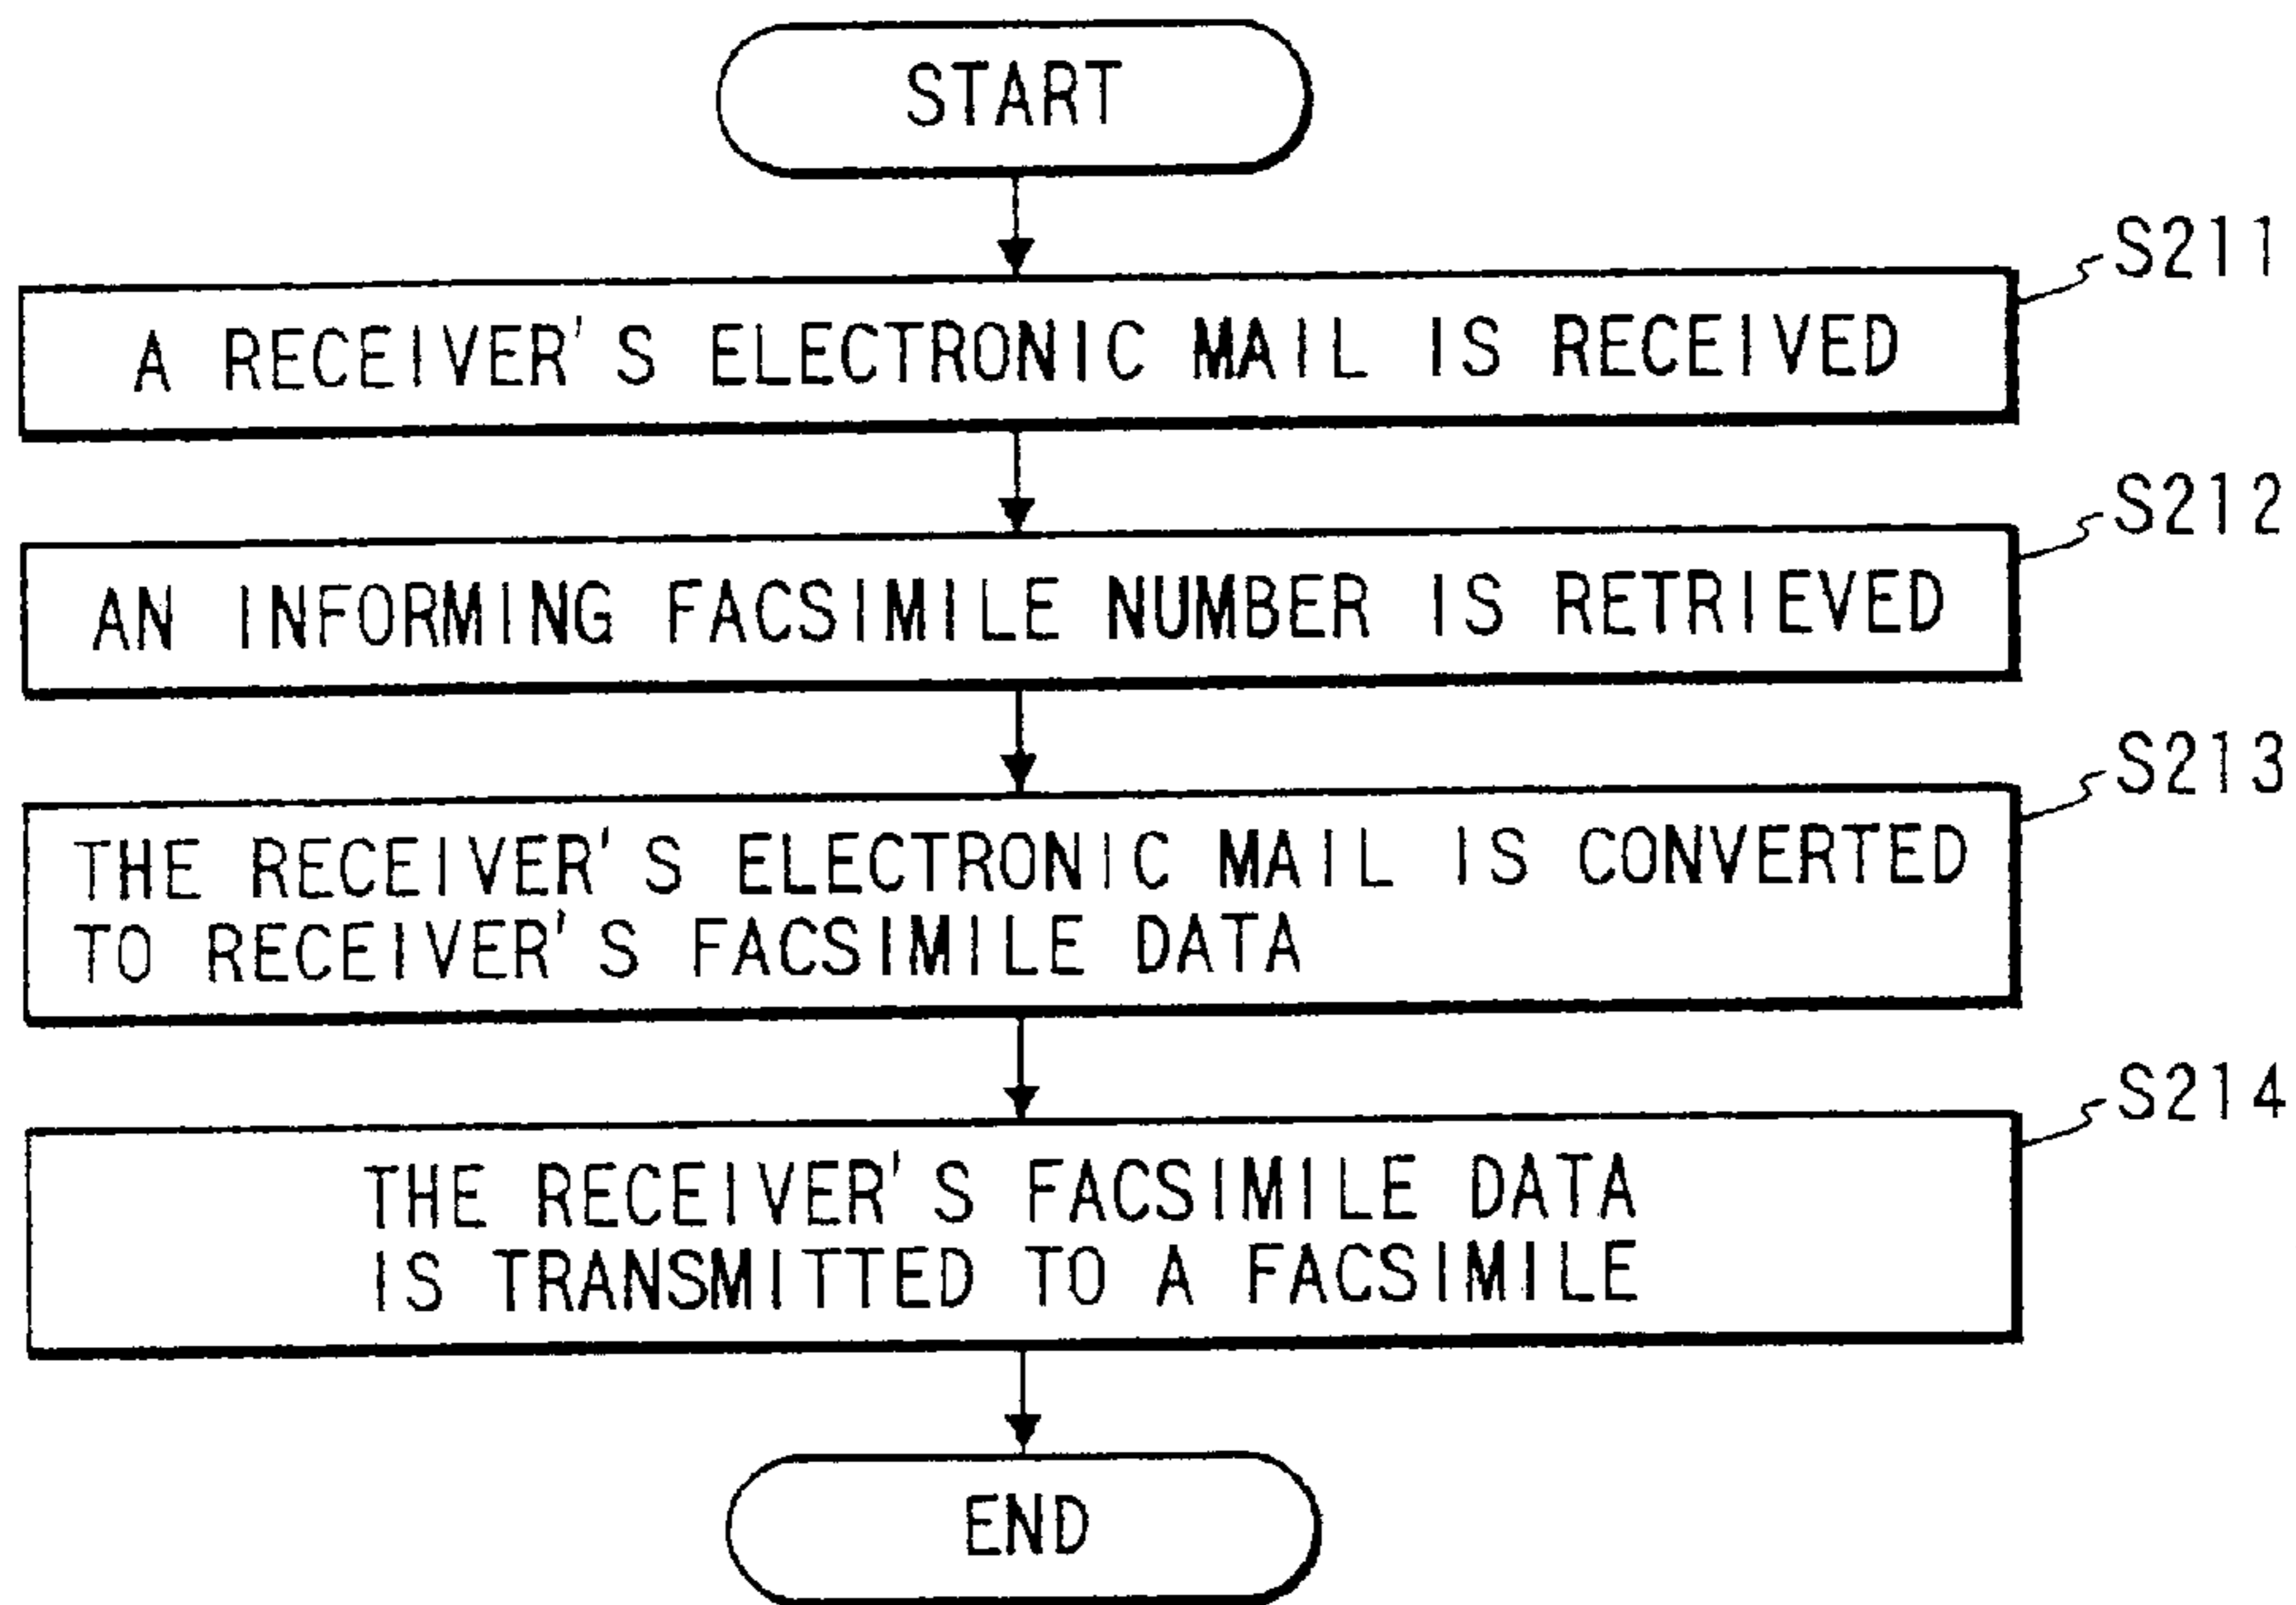 START
S211
A RECEIVER'S ELECTRONIC MAIL IS RECEIVED
S212
AN INFORMING FACSIMILE NUMBER IS RETRIEVED
S213
THE RECEIVER'S ELECTRONIC MAIL IS CONVERTED
TO RECEIVER'S FACSIMILE DATA
S214
THE RECEIVER'S FACSIMILE DATA
IS TRANSMITTED TO A FACSIMILE
END